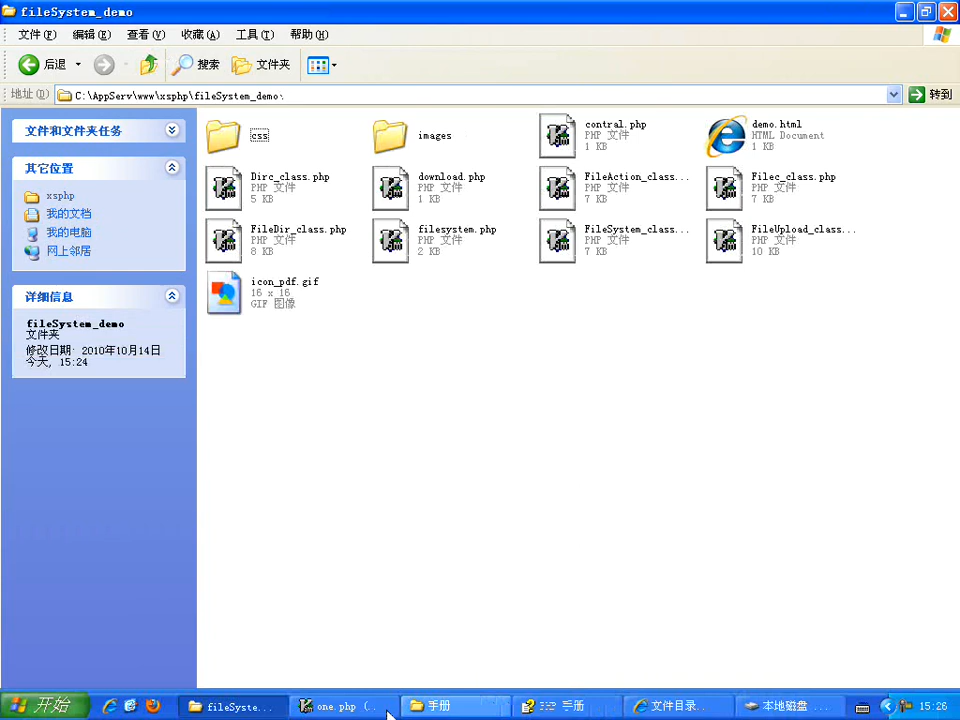 fileSystem_demo
文件(F) 编辑(E) 查看(V) 收藏(A) 工具(T) 帮助(H)
后退 搜索 文件夹
地址(D) C:\AppServ\www\xsphp\fileSystem_demo\ 转到
文件和文件夹任务
其它位置
xsphp
我的文档
我的电脑
网上邻居
详细信息
fileSystem_demo
文件夹
修改日期: 2010年10月14日
今天, 15:24
css
images
contral.php
PHP 文件
1 KB
demo.html
HTML Document
1 KB
Dirc_class.php
PHP 文件
5 KB
download.php
PHP 文件
1 KB
FileAction_class...
PHP 文件
7 KB
Filec_class.php
PHP 文件
7 KB
FileDir_class.php
PHP 文件
8 KB
filesystem.php
PHP 文件
2 KB
FileSystem_class...
PHP 文件
7 KB
FileUpload_class...
PHP 文件
10 KB
icon_pdf.gif
16 x 16
GIF 图像
开始 fileSyste... one.php (... 手册 PHP 手册 文件目录... 本地磁盘 ... 15:26